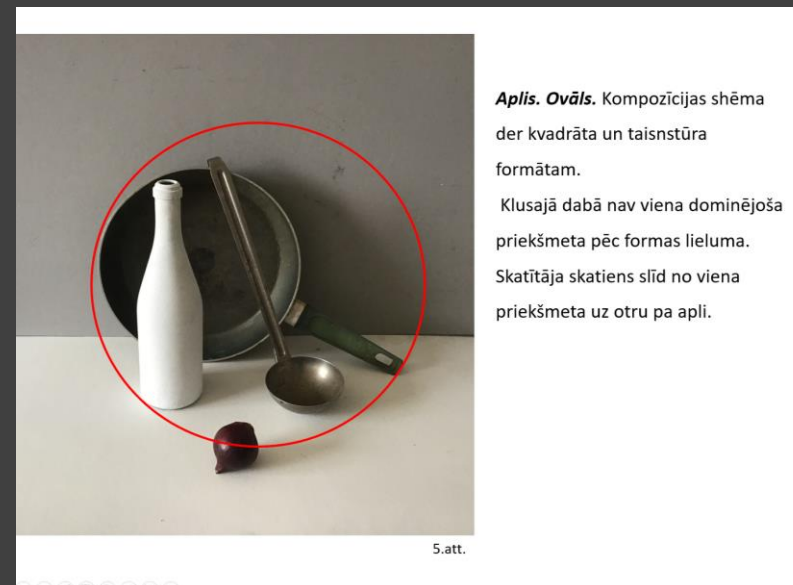 Aplis. Ovāls. Kompozīcijas shēma
der kvadrāta un taisnstūra
formātam.
Klusajā dabā nav viena dominējoša
priekšmeta pēc formas lieluma.
Skatītāja skatiens slīd no viena
priekšmeta uz otru pa apli.
5.att.